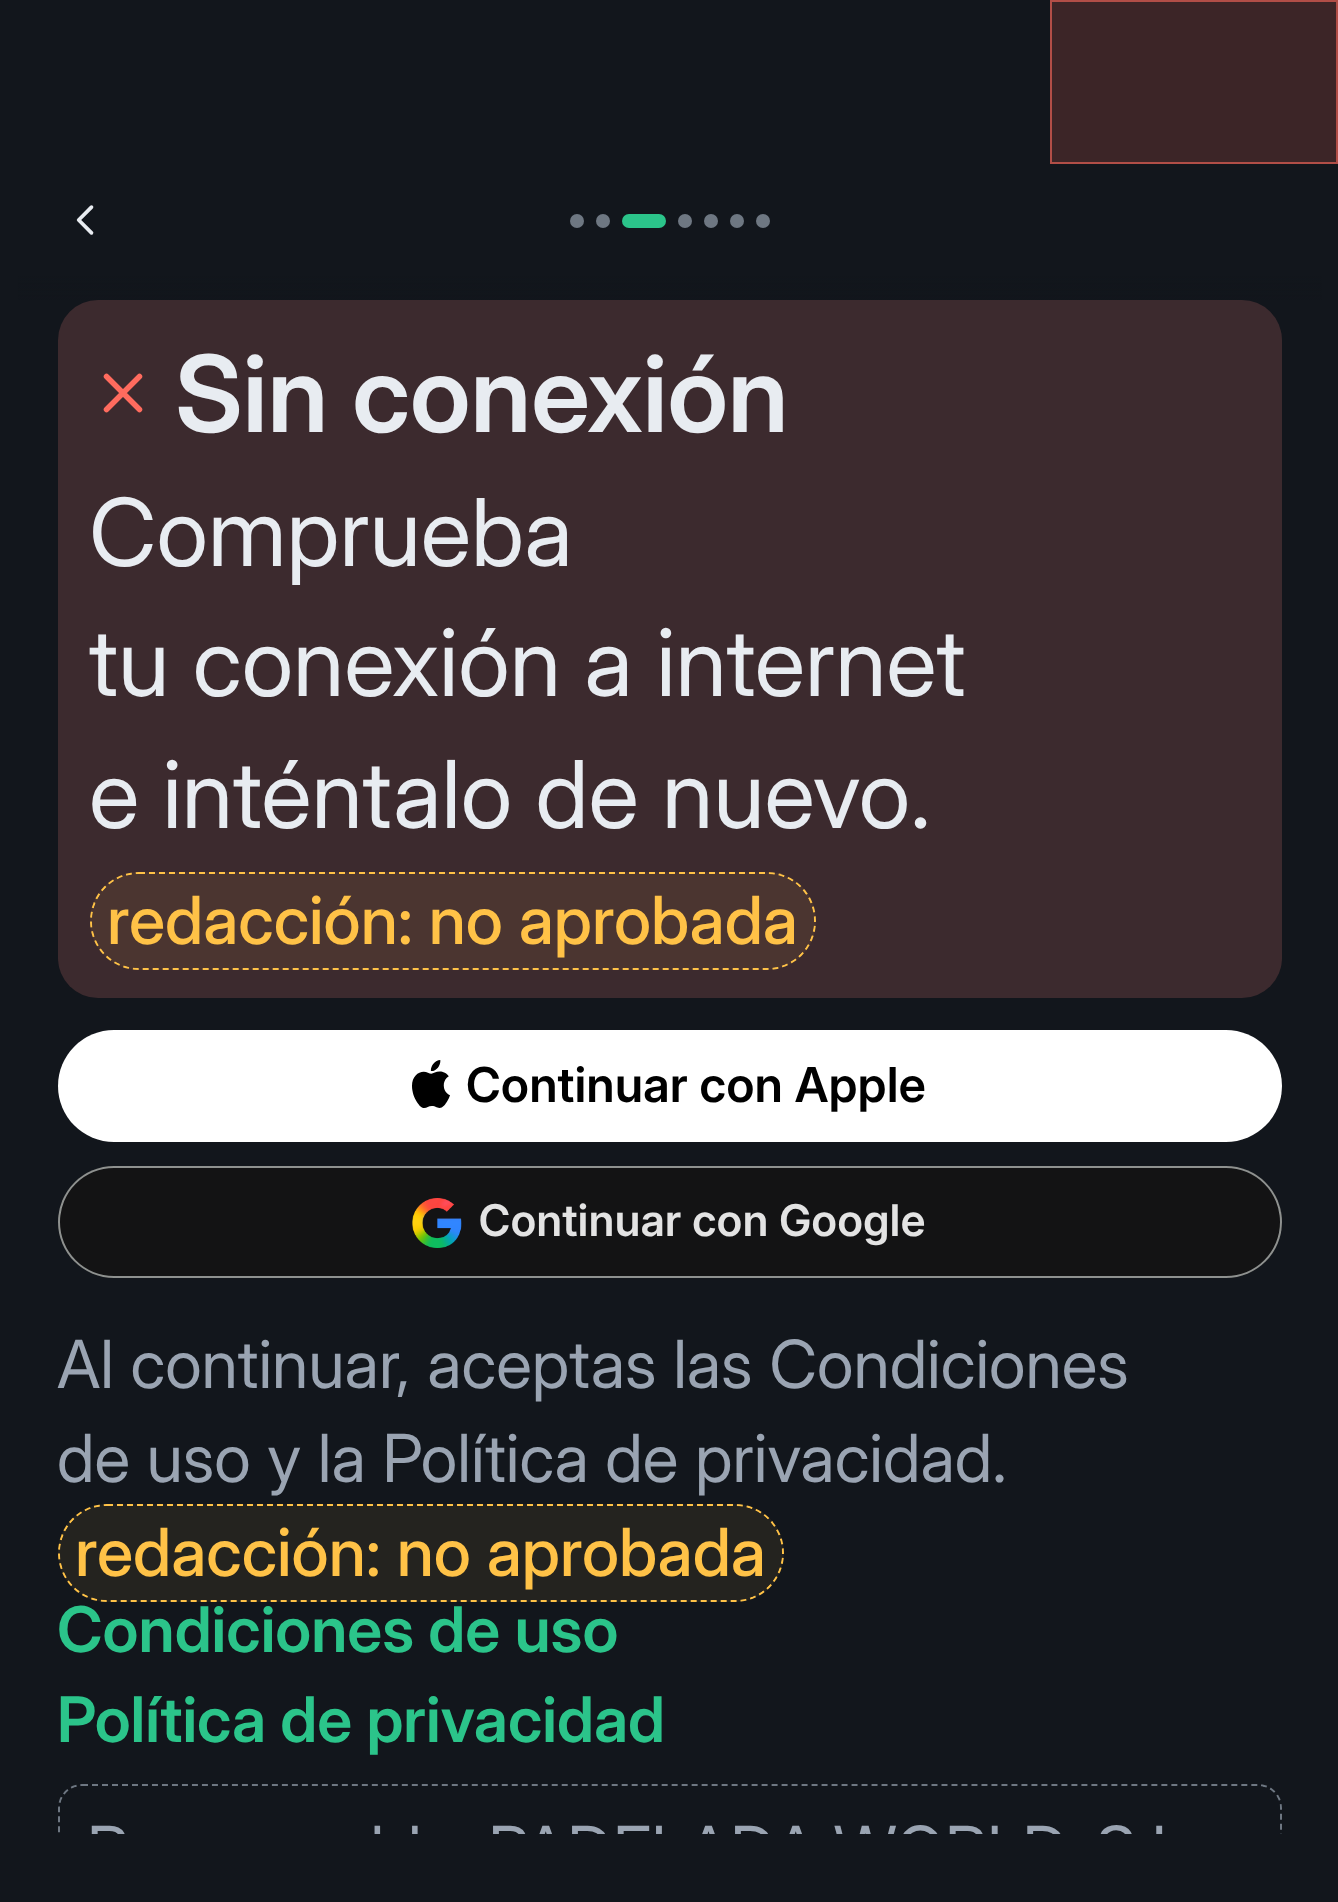 Sin conexión
Comprueba
tu conexión a internet
e inténtalo de nuevo.
redacción: no aprobada
Continuar con Apple
Continuar con Google
Al continuar, aceptas las Condiciones
de uso y la Política de privacidad.
redacción: no aprobada
Condiciones de uso
Política de privacidad
PADELADA WORLD, S.L.